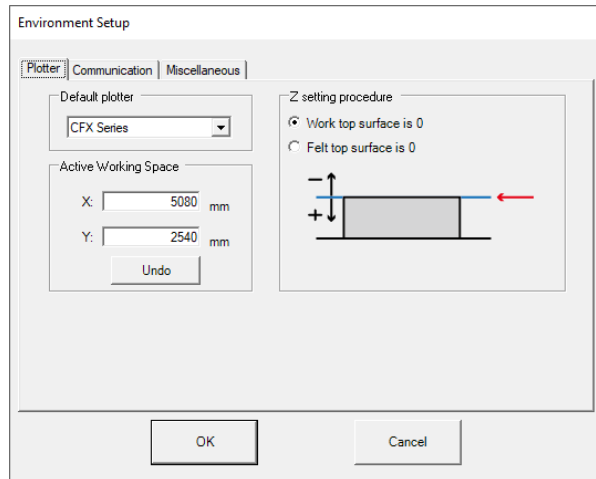 Environment Setup
Plotter Communication Miscellaneous
Default plotter
CFX Series
Active Working Space
X: 5080 mm
Y: 2540 mm
Undo
Z setting procedure
Work top surface is 0
Felt top surface is 0
−
+
OK Cancel